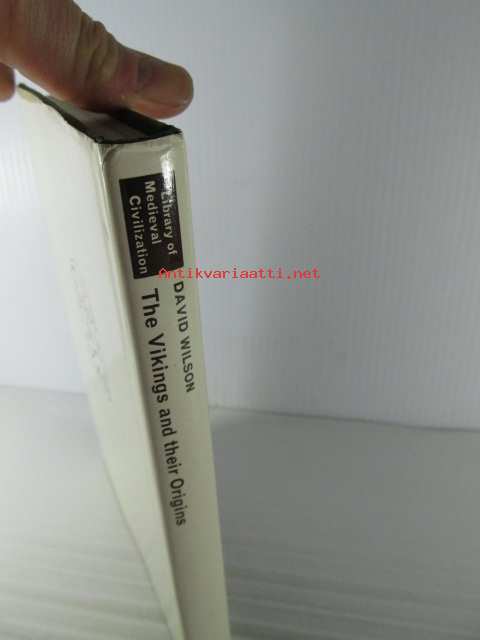 Library of
Medieval
Civilization
Antikvariaatti.net
DAVID WILSON
The Vikings and their Origins